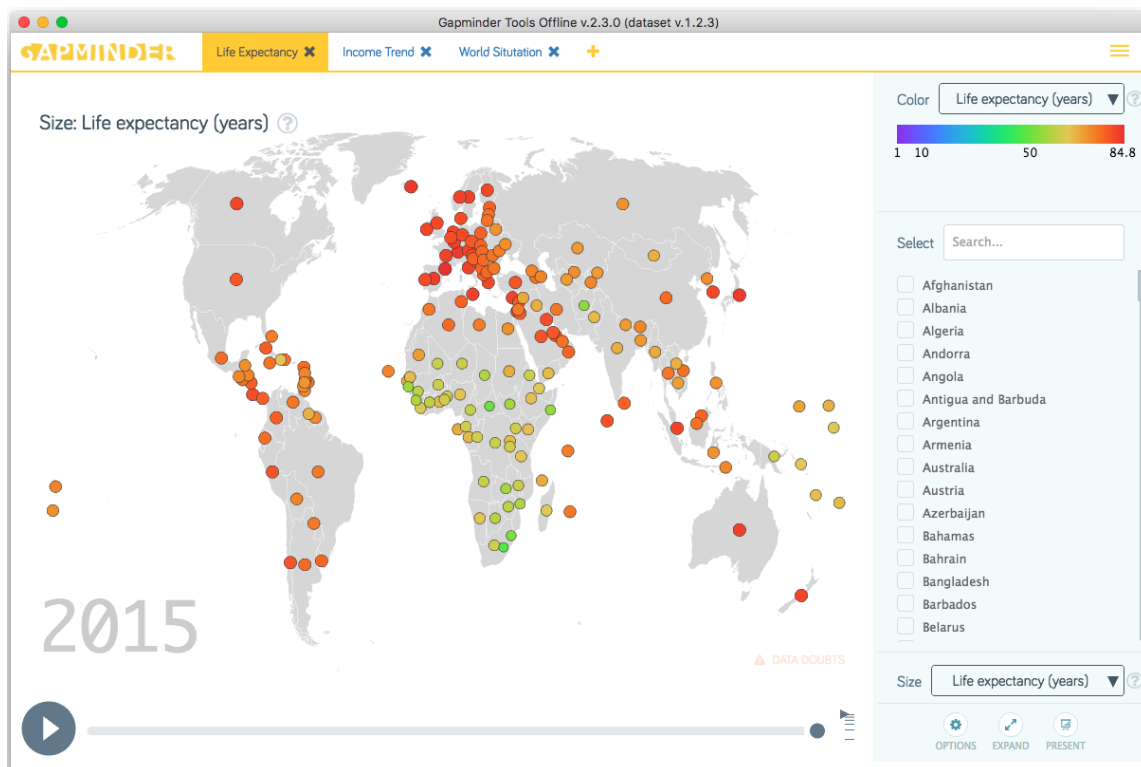 Gapminder Tools Offline v.2.3.0 (dataset v.1.2.3)
GAPMINDER
Life Expectancy ✖ Income Trend ✖ World Situtation ✖ +
Size: Life expectancy (years) ?
Color Life expectancy (years) ▼ ?
1 10 50 84.8
Select Search...
Afghanistan
Albania
Algeria
Andorra
Angola
Antigua and Barbuda
Argentina
Armenia
Australia
Austria
Azerbaijan
Bahamas
Bahrain
Bangladesh
Barbados
Belarus
2015
DATA DOUBTS
Size Life expectancy (years) ▼ ?
OPTIONS EXPAND PRESENT